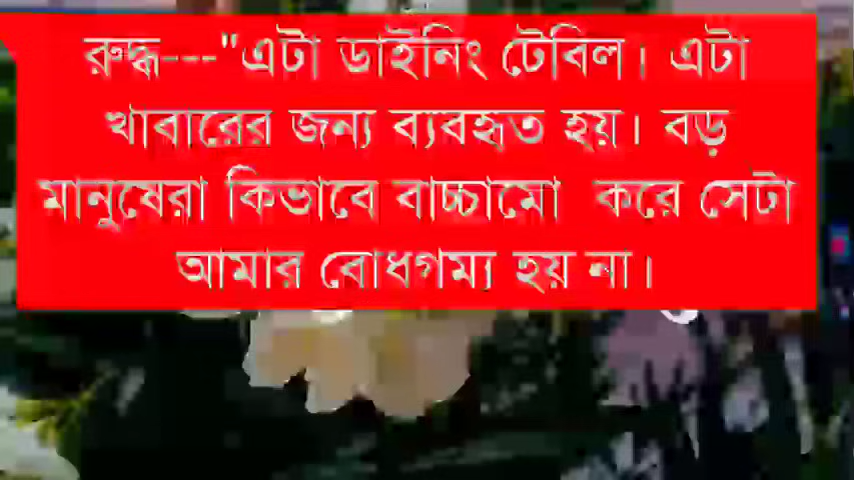 রুদ্ধ---"এটা ডাইনিং টেবিল। এটা
খাবারের জন্য ব্যবহৃত হয়। বড়
মানুষেরা কিভাবে বাচ্চামো করে সেটা
আমার বোধগম্য হয় না।